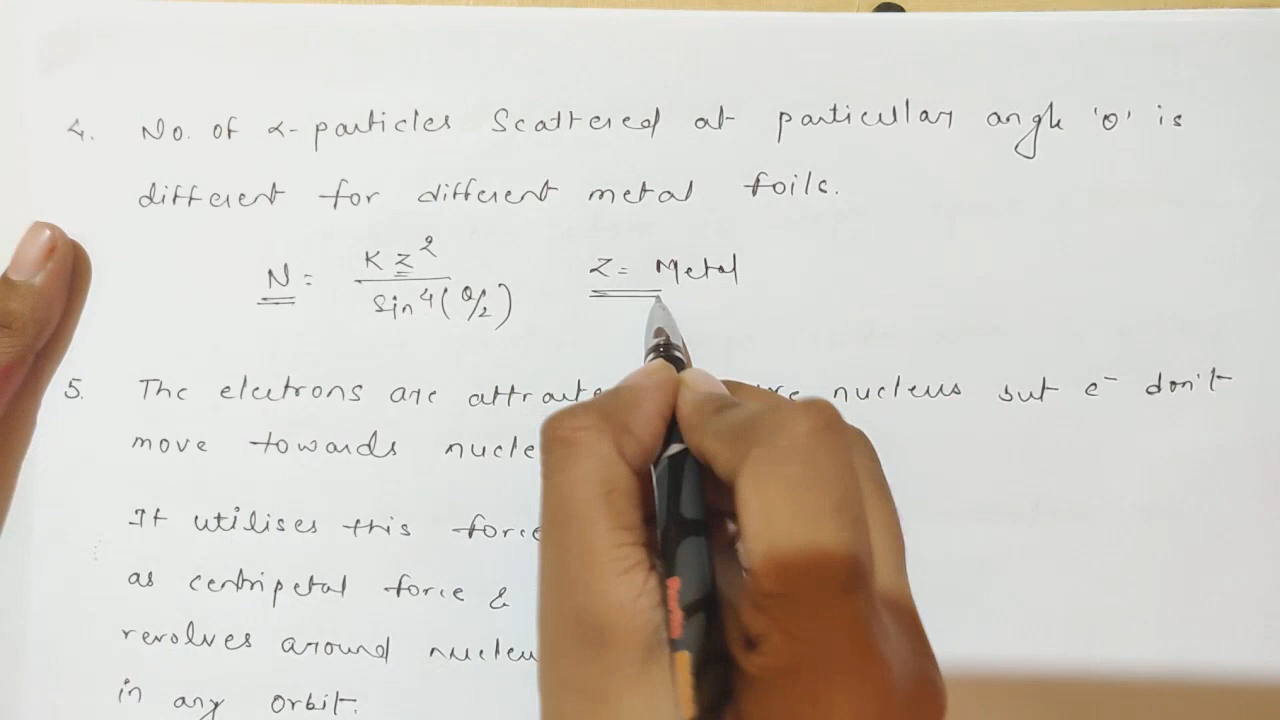 4. No. of α-particles scattered at particular angle 'θ' is
different for different metal foils.
N = KZ² / sin⁴(θ/2) Z = Metal
5. The electrons are nucleus but e⁻ don't
move towards
It utilises this
as centripetal force &
revolves around
in any orbit.